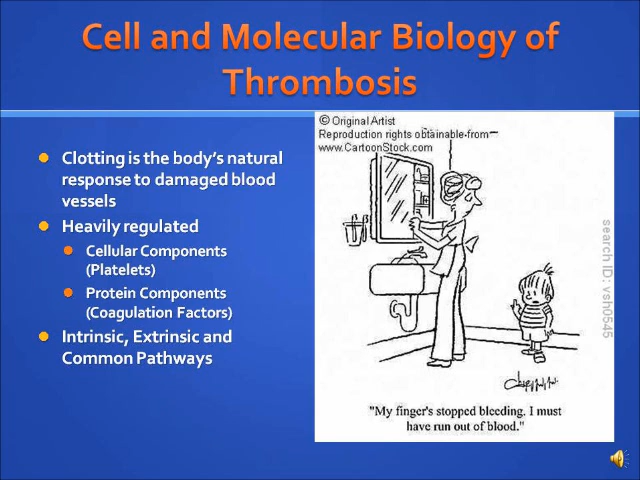 Cell and Molecular Biology of
Thrombosis
Clotting is the body's natural
response to damaged blood
vessels
Heavily regulated
Cellular Components
(Platelets)
Protein Components
(Coagulation Factors)
Intrinsic, Extrinsic and
Common Pathways
© Original Artist
Reproduction rights obtainable from
www.CartoonStock.com
search ID: vsh0545
"My finger's stopped bleeding. I must
have run out of blood."